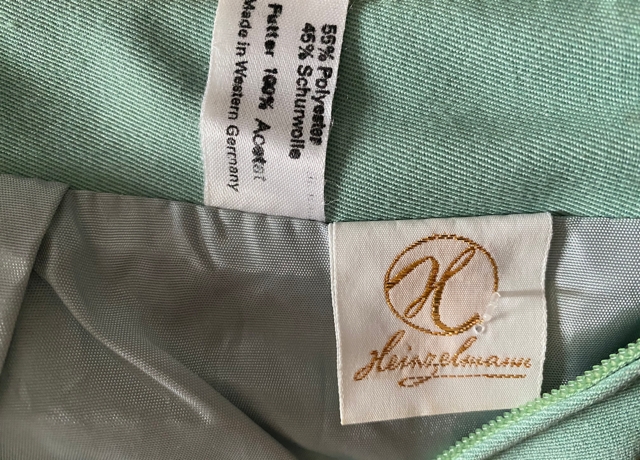 55% Polyester
45% Schurwolle
Futter 100% Acetat
Made in Western Germany
H
Heinzelmann